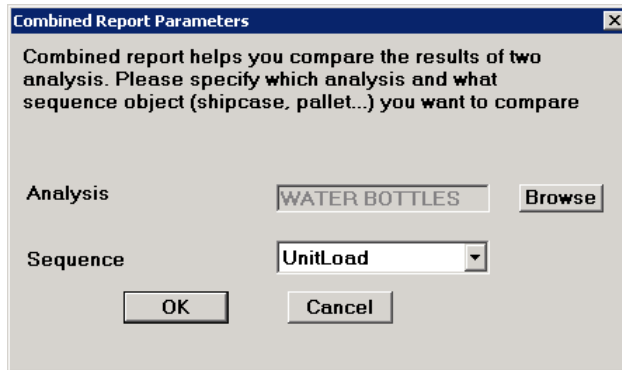 Combined Report Parameters
Combined report helps you compare the results of two
analysis. Please specify which analysis and what
sequence object (shipcase, pallet...) you want to compare
Analysis
WATER BOTTLES
Browse
Sequence
UnitLoad
OK
Cancel